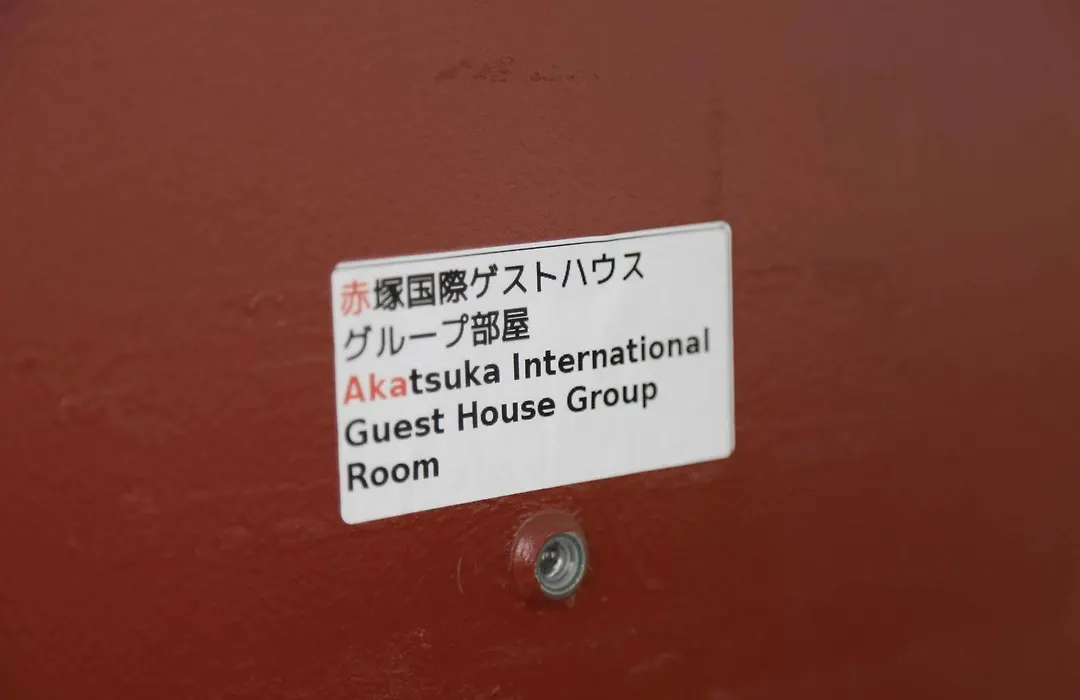 赤塚国際ゲストハウス
グループ部屋
Akatsuka International
Guest House Group
Room